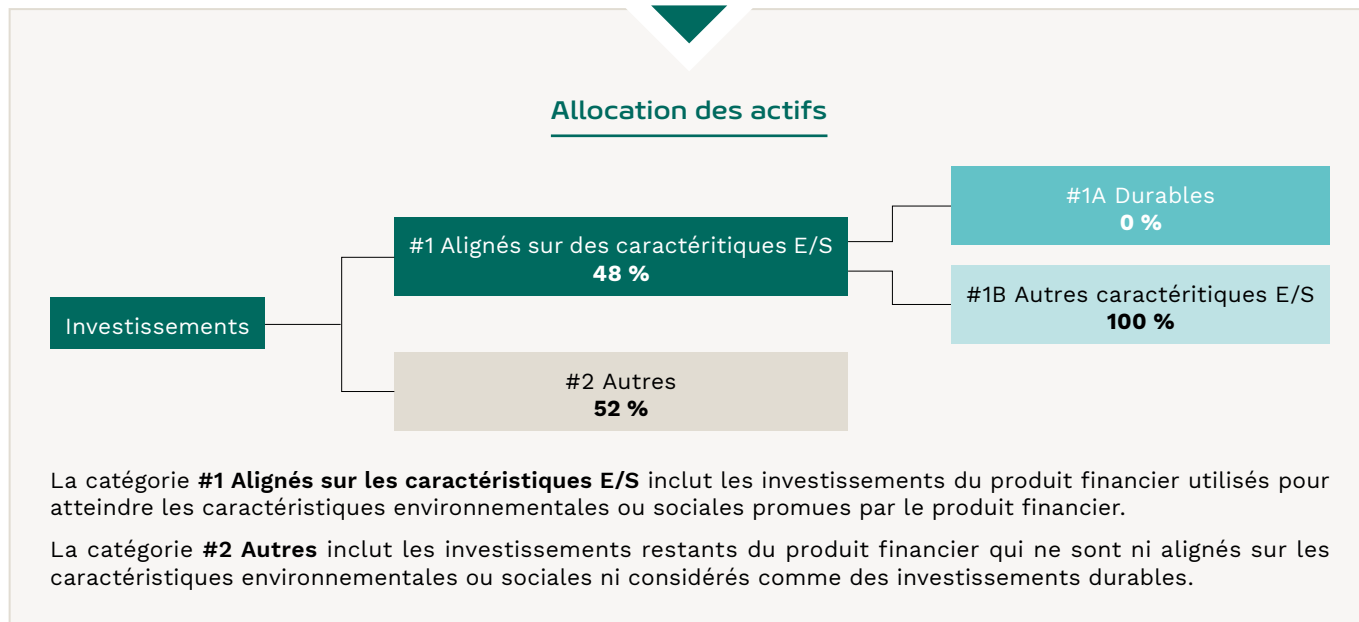 Allocation des actifs
#1A Durables
0 %
#1 Alignés sur des caractéritiques E/S
48 %
#1B Autres caractéritiques E/S
100 %
Investissements
#2 Autres
52 %
La catégorie #1 Alignés sur les caractéristiques E/S inclut les investissements du produit financier utilisés pour
atteindre les caractéristiques environnementales ou sociales promues par le produit financier.
La catégorie #2 Autres inclut les investissements restants du produit financier qui ne sont ni alignés sur les
caractéristiques environnementales ou sociales ni considérés comme des investissements durables.